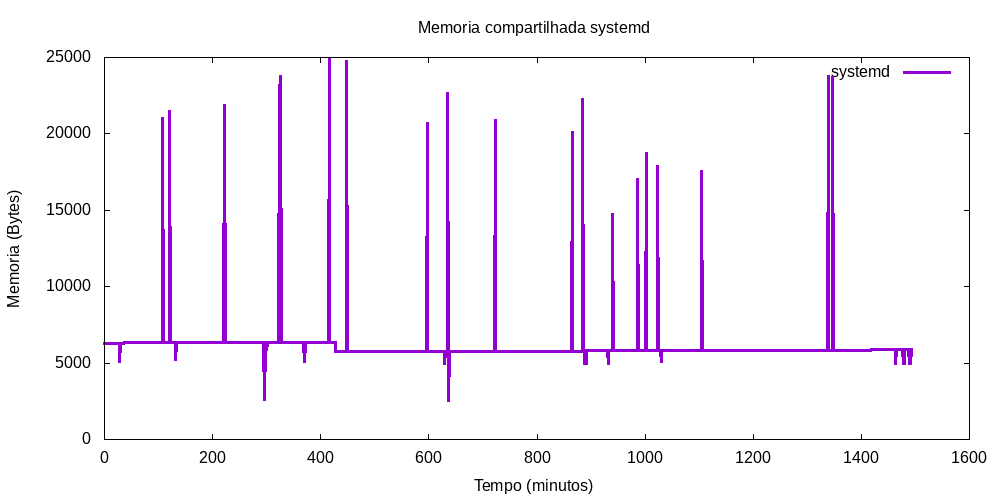 Memoria compartilhada systemd
systemd
25000
20000
15000
10000
5000
0
Memoria (Bytes)
0 200 400 600 800 1000 1200 1400 1600
Tempo (minutos)